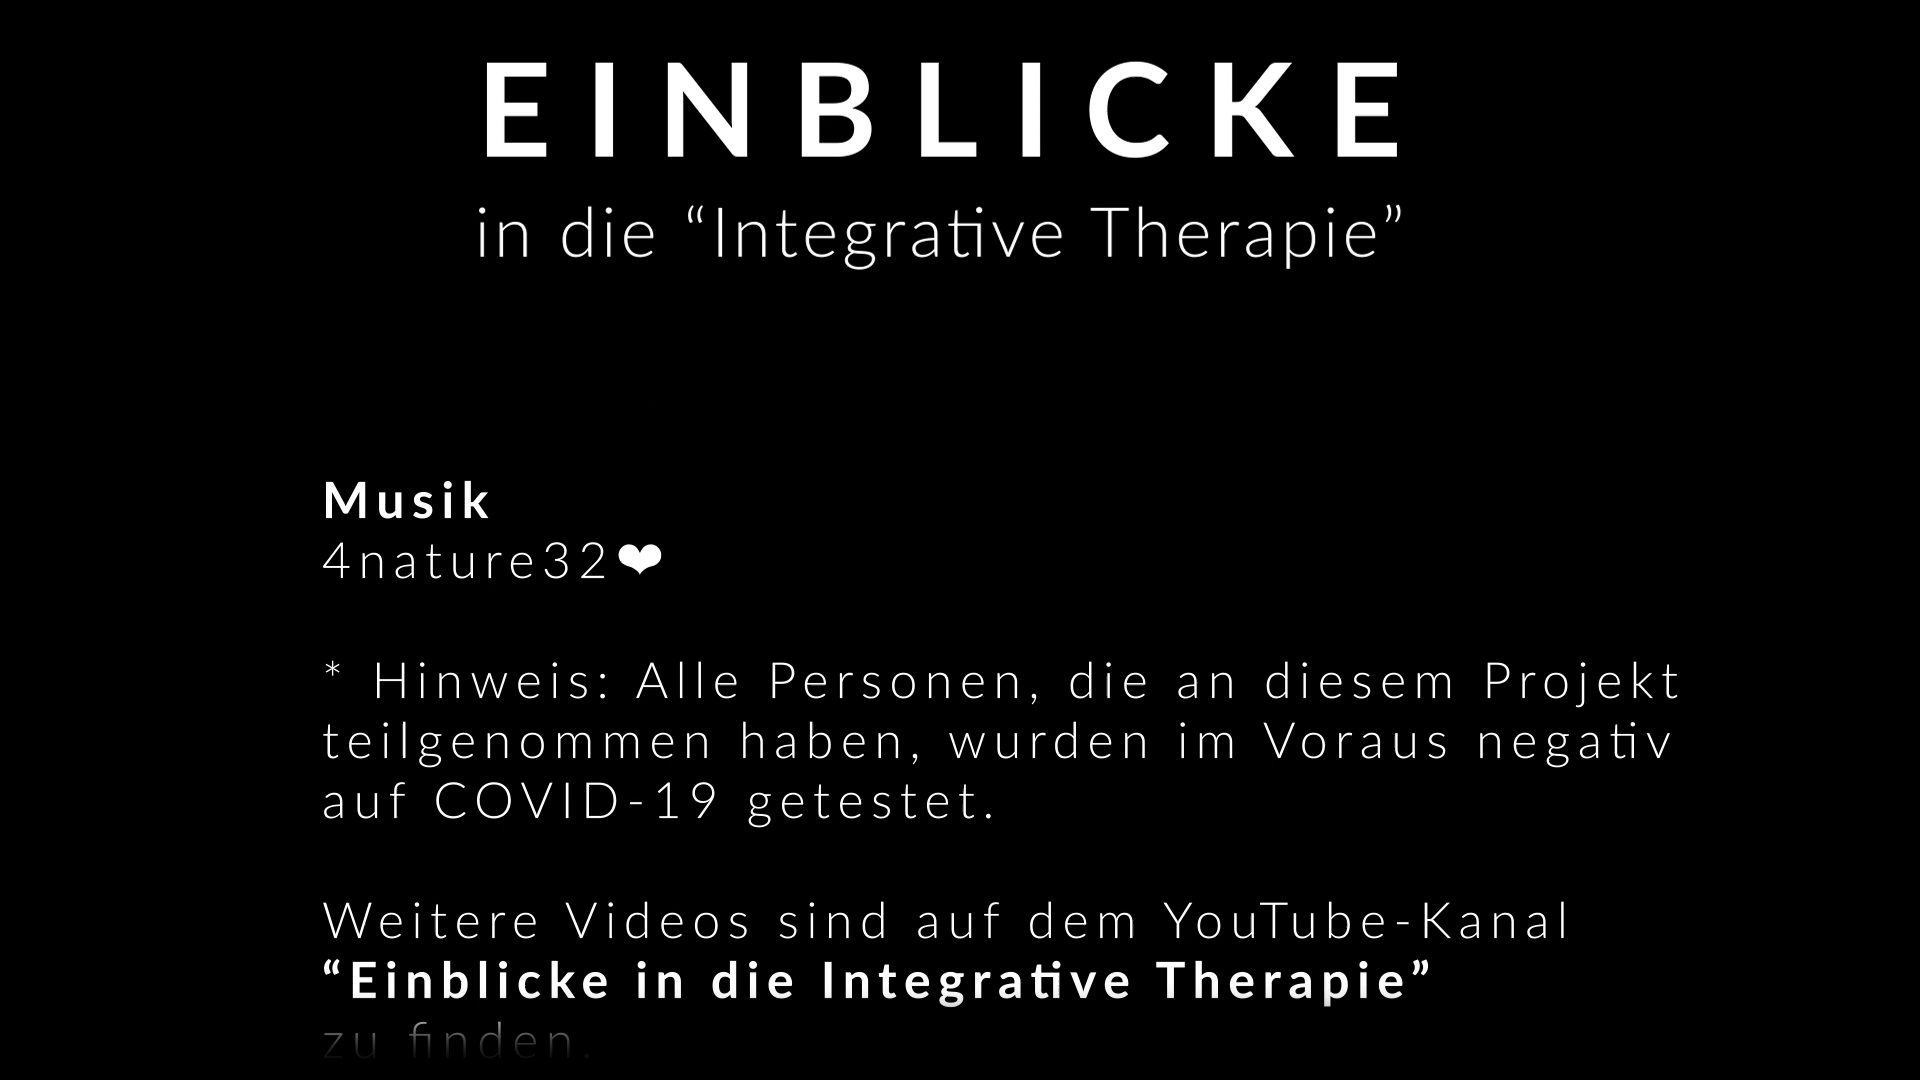 EINBLICKE
in die “Integrative Therapie”
Musik
4nature32❤
* Hinweis: Alle Personen, die an diesem Projekt
teilgenommen haben, wurden im Voraus negativ
auf COVID-19 getestet.
Weitere Videos sind auf dem YouTube-Kanal
“Einblicke in die Integrative Therapie”
zu finden.